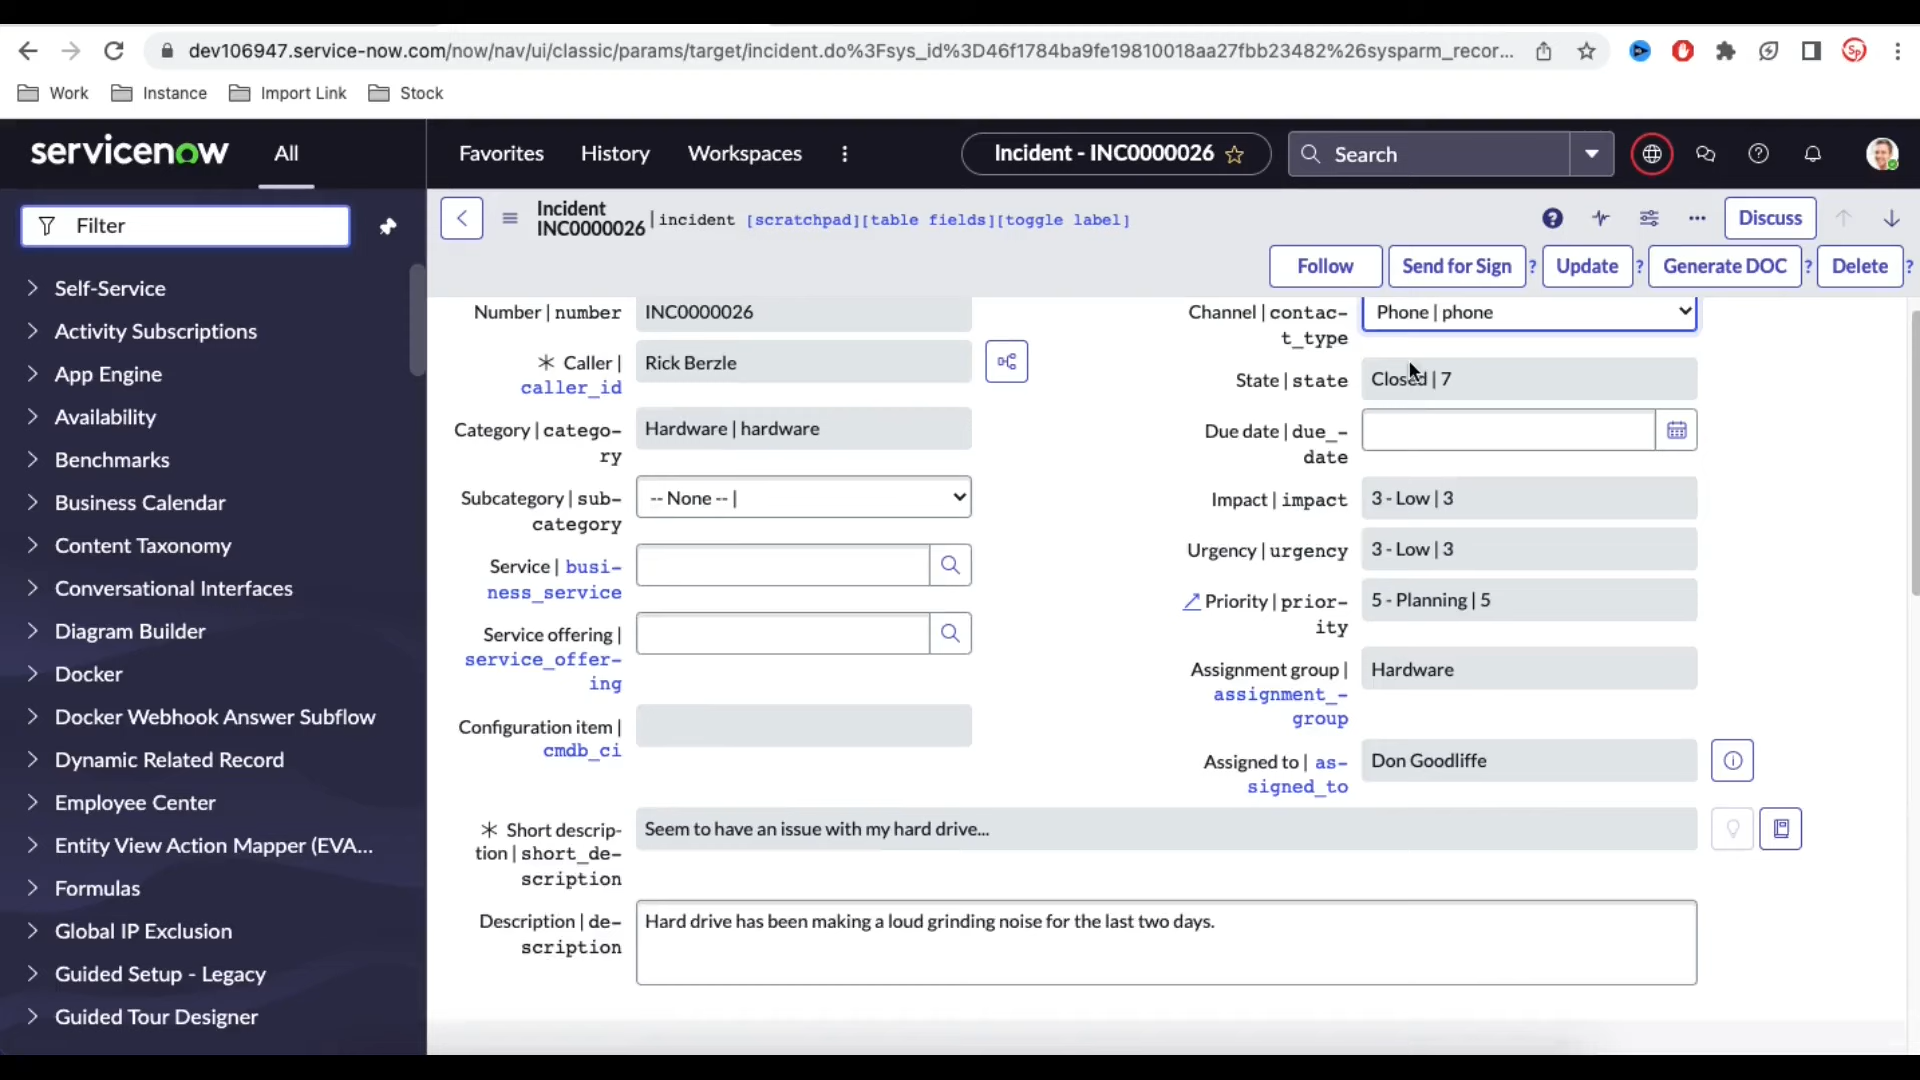 dev106947.service-now.com/now/nav/ui/classic/params/target/incident.do%3Fsys_id%3D46f1784ba9fe19810018aa27fbb23482%26sysparm_recor...
Sp
Work
Instance
Import Link
Stock
servicenow
All
Favorites
History
Workspaces
Incident - INC0000026
Search
Filter
Incident
INC0000026
| incident [scratchpad][table fields][toggle label]
Discuss
Follow
Send for Sign
?
Update
?
Generate DOC
?
Delete
?
Self-Service
Activity Subscriptions
App Engine
Availability
Benchmarks
Business Calendar
Content Taxonomy
Conversational Interfaces
Diagram Builder
Docker
Docker Webhook Answer Subflow
Dynamic Related Record
Employee Center
Entity View Action Mapper (EVA...
Formulas
Global IP Exclusion
Guided Setup - Legacy
Guided Tour Designer
Number | number
INC0000026
Caller |
caller_id
Rick Berzle
Category | catego-
ry
Hardware | hardware
Subcategory | sub-
category
-- None -- |
Service | busi-
ness_service
Service offering |
service_offer-
ing
Configuration item |
cmdb_ci
Channel | contac-
t_type
Phone | phone
State | state
Closed | 7
Due date | due_-
date
Impact | impact
3 - Low | 3
Urgency | urgency
3 - Low | 3
Priority | prior-
ity
5 - Planning | 5
Assignment group |
assignment_-
group
Hardware
Assigned to | as-
signed_to
Don Goodliffe
Short descrip-
tion | short_de-
scription
Seem to have an issue with my hard drive...
Description | de-
scription
Hard drive has been making a loud grinding noise for the last two days.